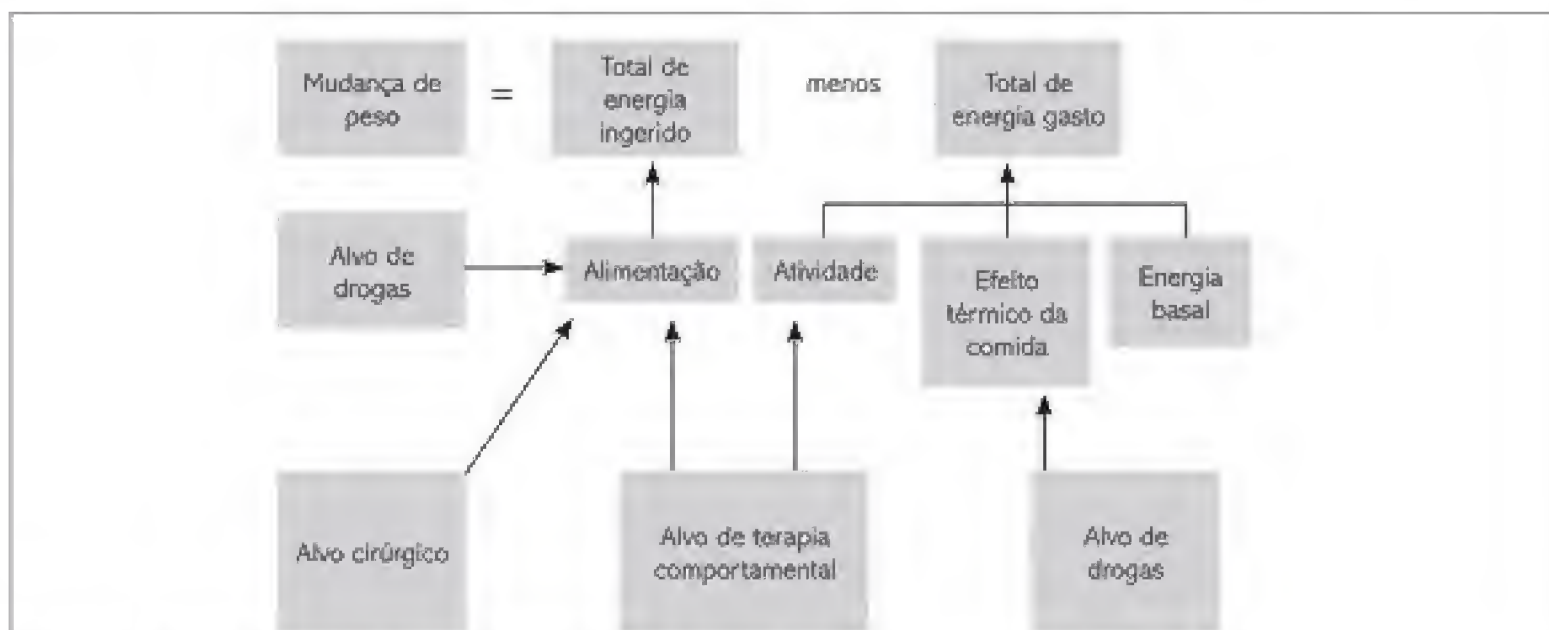 Mudança de
peso
=
Total de
energia
ingerido
menos
Total de
energia gasto
Alvo de
drogas
Alimentação
Atividade
Efeito
térmico da
comida
Energia
basal
Alvo cirúrgico
Alvo de terapia
comportamental
Alvo de
drogas